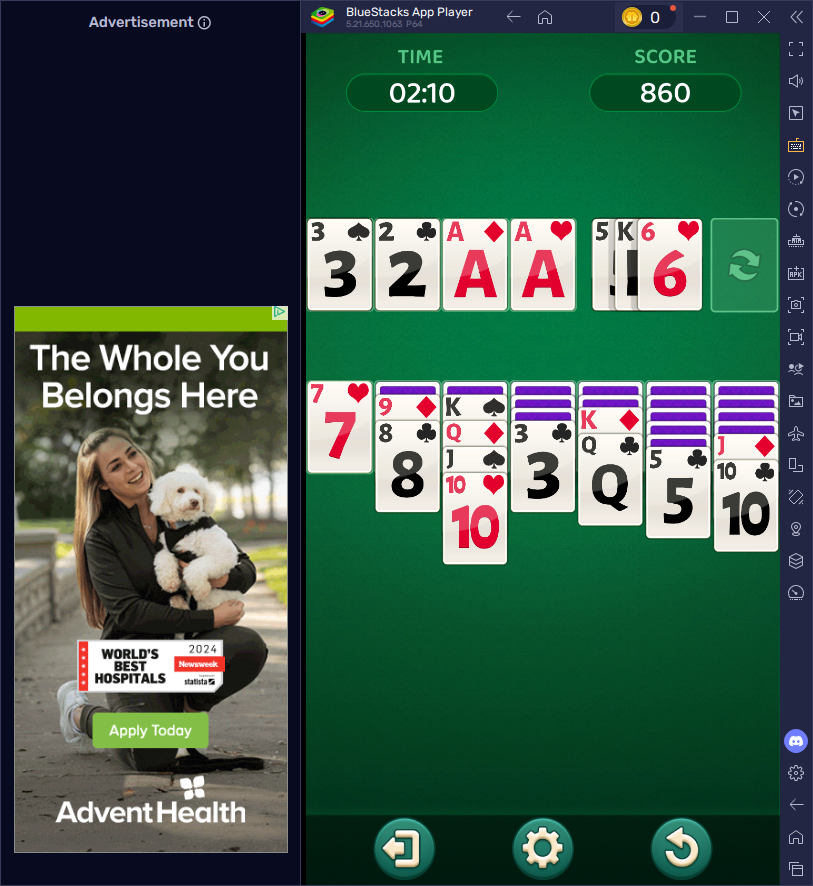 Advertisement
BlueStacks App Player
5.21.650.1063 P64
0
TIME
SCORE
02:10
860
3
3
2
2
A
A
A
A
5
K
6
6
7
7
9
8
8
K
Q
J
10
10
3
3
K
Q
Q
5
5
J
10
10
The Whole You
Belongs Here
WORLD'S
BEST
HOSPITALS
2024
Newsweek
statista
Apply Today
AdventHealth
APK